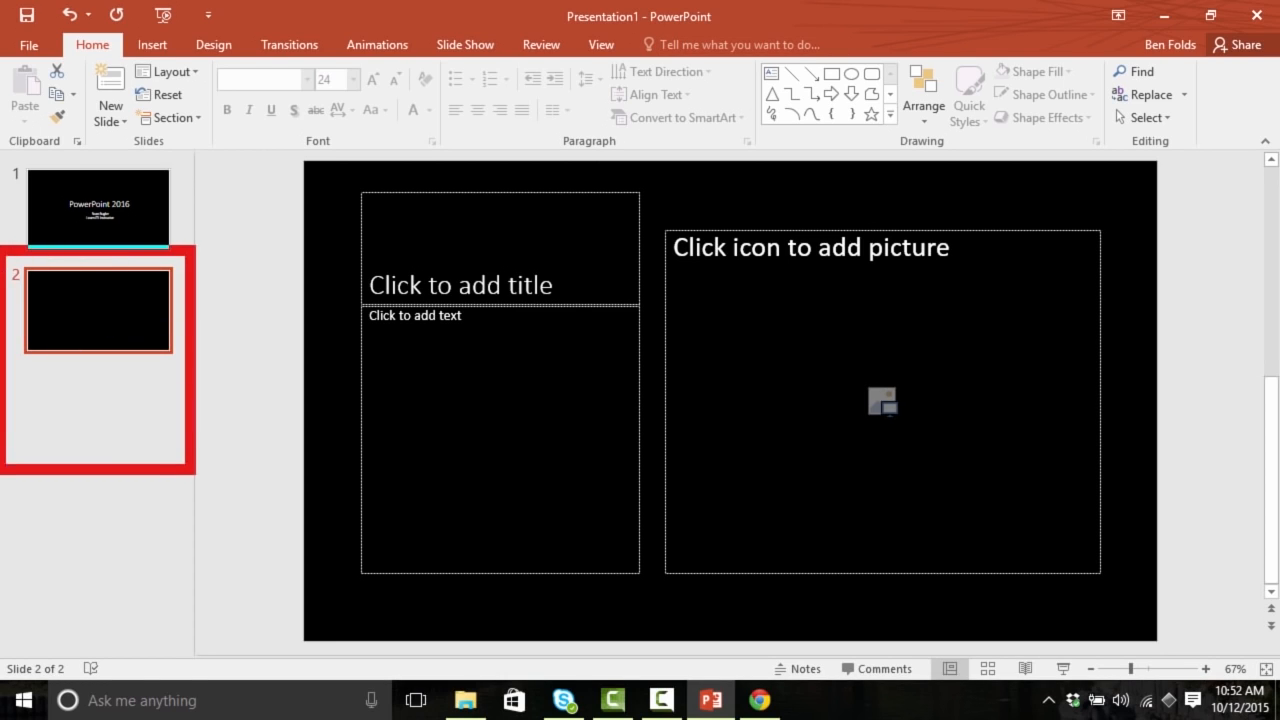 Presentation1 - PowerPoint
File Home Insert Design Transitions Animations Slide Show Review View Tell me what you want to do... Ben Folds Share
Paste
New Slide
Layout
Reset
Section
24
B I U S abc AV Aa A
Text Direction
Align Text
Convert to SmartArt
Arrange
Quick Styles
Shape Fill
Shape Outline
Shape Effects
Find
Replace
Select
Clipboard Slides Font Paragraph Drawing Editing
1
PowerPoint 2016
2
Click to add title
Click to add text
Click icon to add picture
Slide 2 of 2 Notes Comments 67%
Ask me anything
10:52 AM
10/12/2015